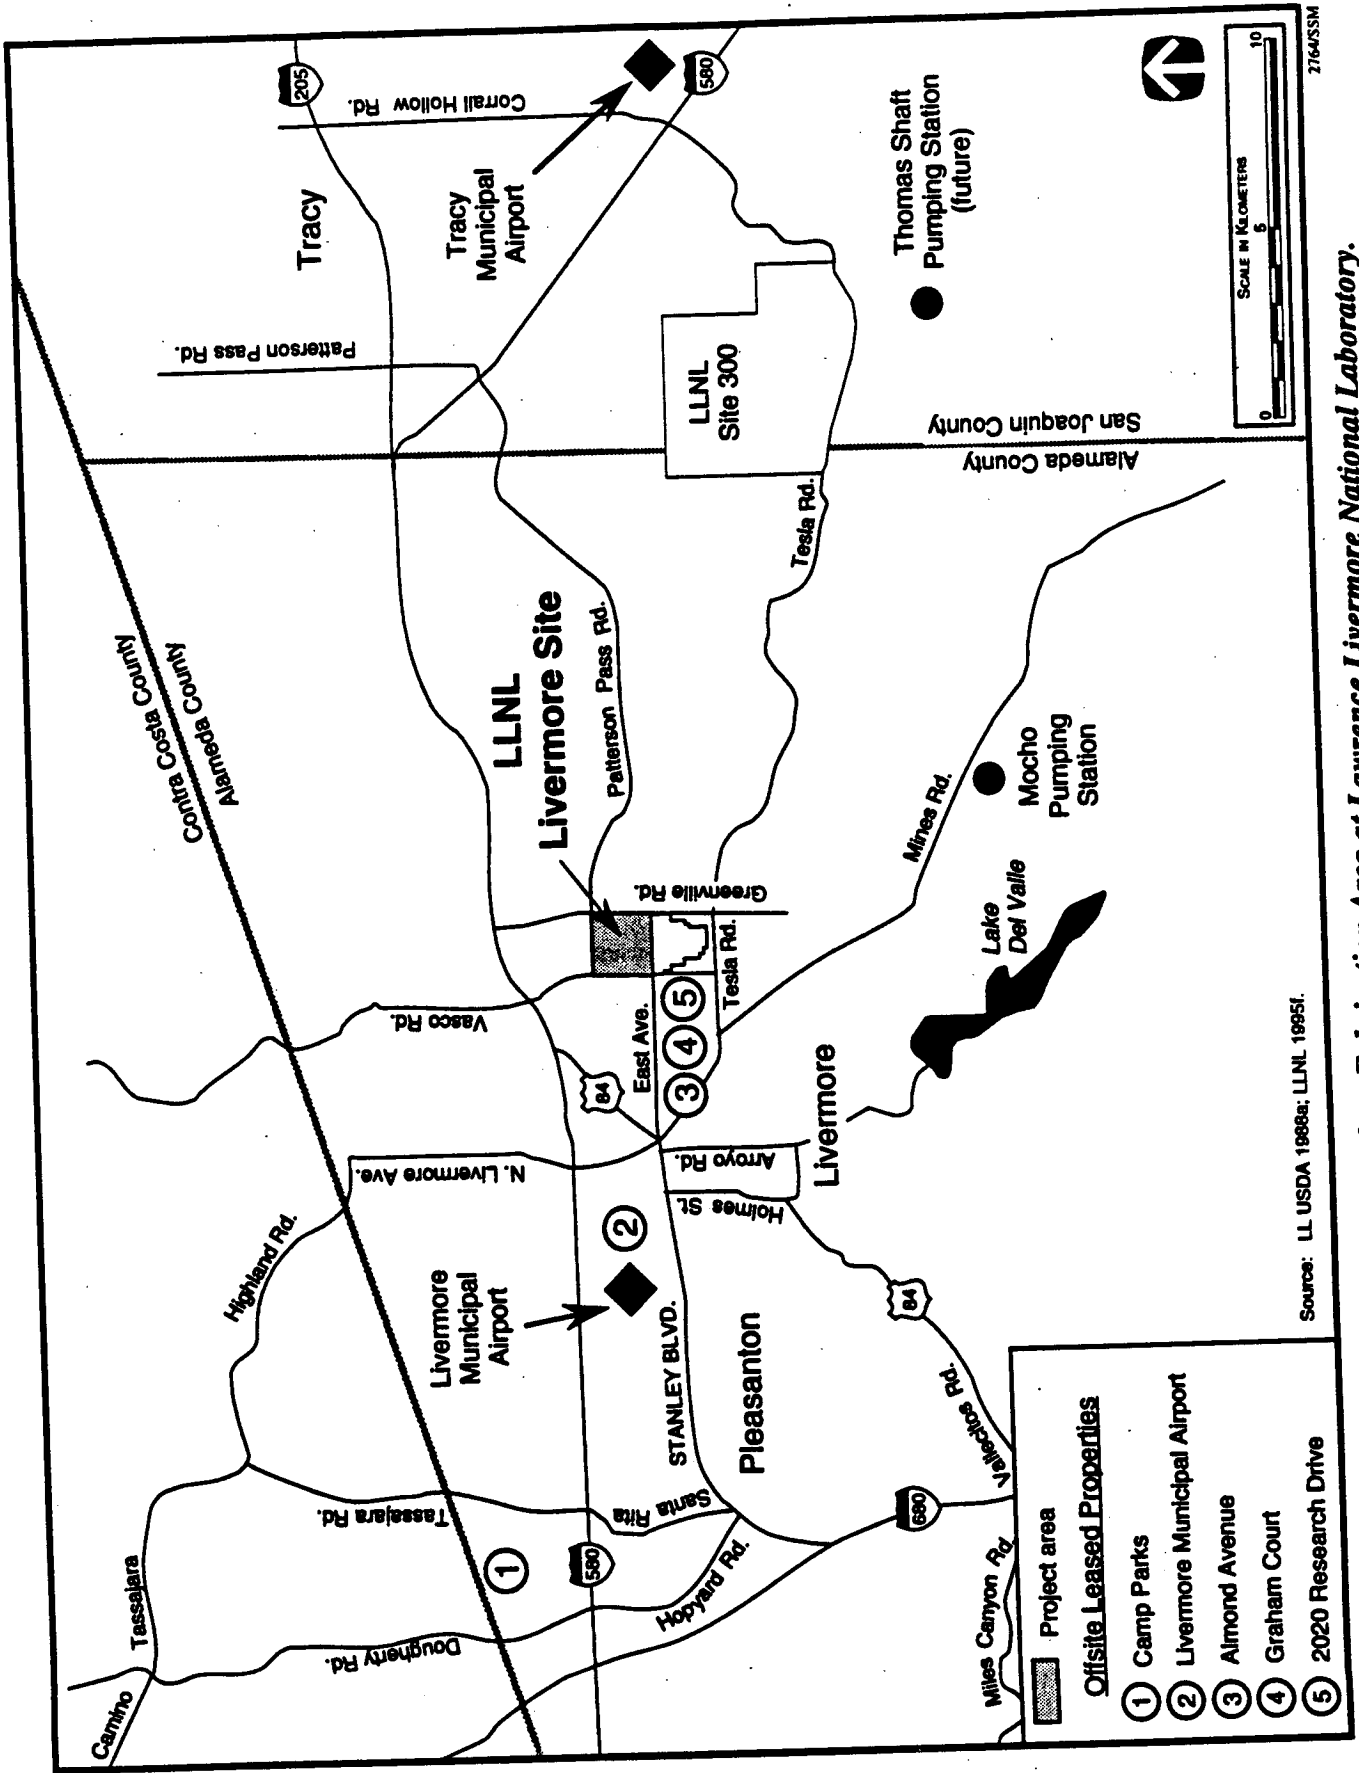 Contra Costa County
Alameda County
Tracy
205
Corrall Hollow Rd.
Patterson Pass Rd.
Tracy
Municipal
Airport
580
Thomas Shaft
Pumping Station
(future)
LLNL
Site 300
San Joaquin County
Alameda County
SCALE IN KILOMETERS
0
5
10
2764/SSM
LLNL
Livermore Site
Patterson Pass Rd.
Tesla Rd.
Greenville Rd.
Tesla Rd.
Mines Rd.
Mocho
Pumping
Station
Lake
Del Valle
Vasco Rd.
East Ave.
84
3
4
5
Livermore
Arroyo Rd.
Holmes St.
N. Livermore Ave.
Highland Rd.
2
Livermore
Municipal
Airport
STANLEY BLVD.
Pleasanton
84
Vallecitos Rd.
Santa
Rita
Tassajara Rd.
1
580
Hopyard Rd.
680
Dougherty Rd.
Tassajara
Camino
Miles Canyon Rd.
Project area
Offsite Leased Properties
1 Camp Parks
2 Livermore Municipal Airport
3 Almond Avenue
4 Graham Court
5 2020 Research Drive
Source: LL USDA 1988a; LLNL 1995f.
at Lawrence Livermore National Laboratory.